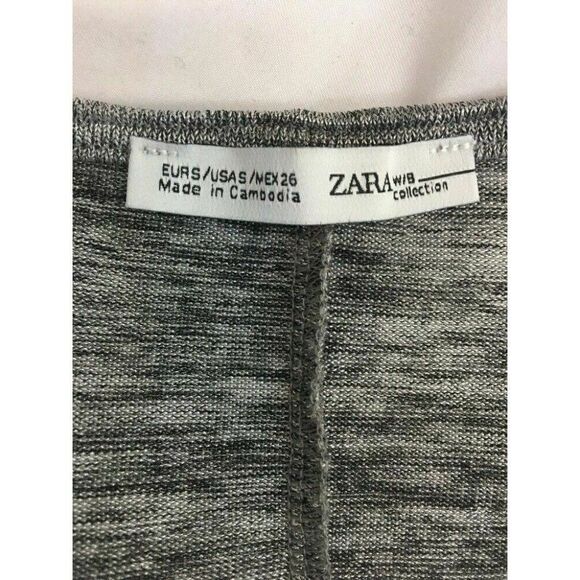 EURS/USAS/MEX26
Made in Cambodia
ZARA W/B
collection